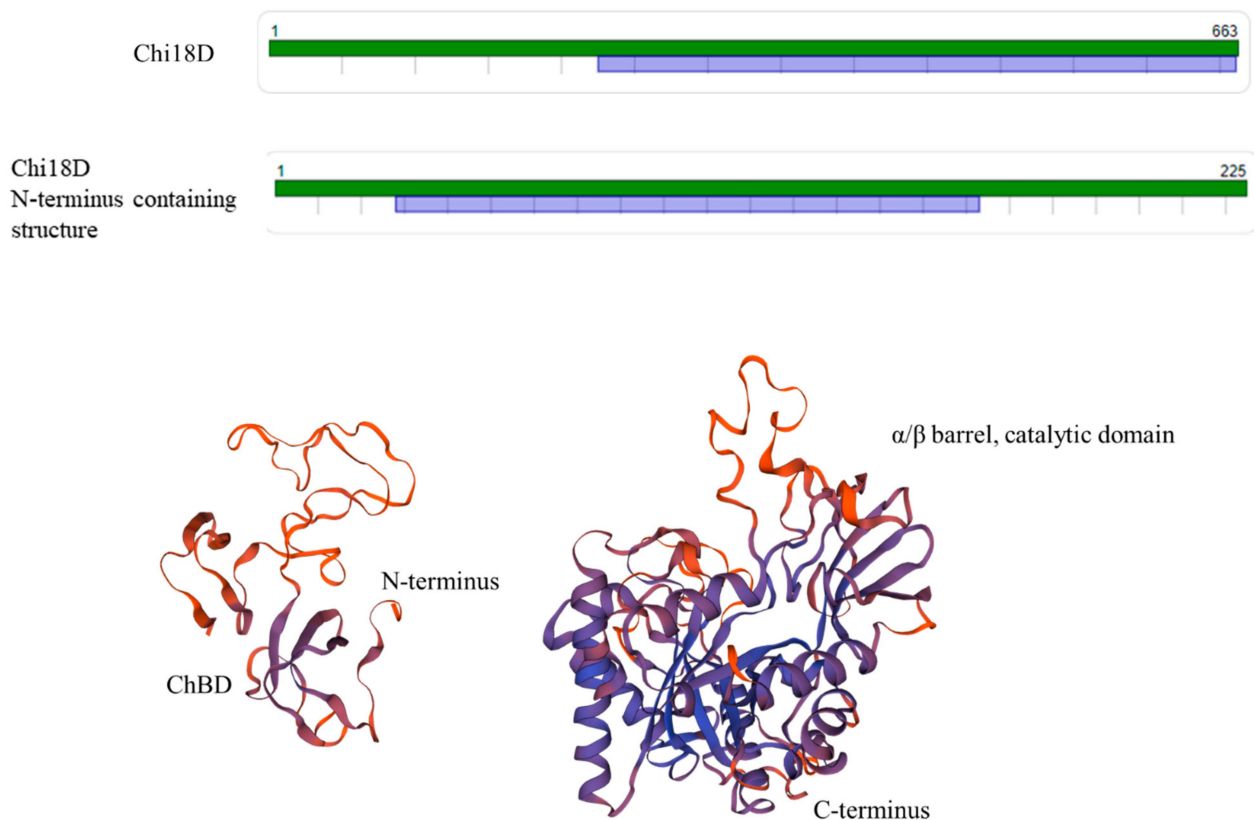 1 663
Chi18D
1 225
Chi18D
N-terminus containing
structure
α/β barrel, catalytic domain
N-terminus
ChBD
C-terminus